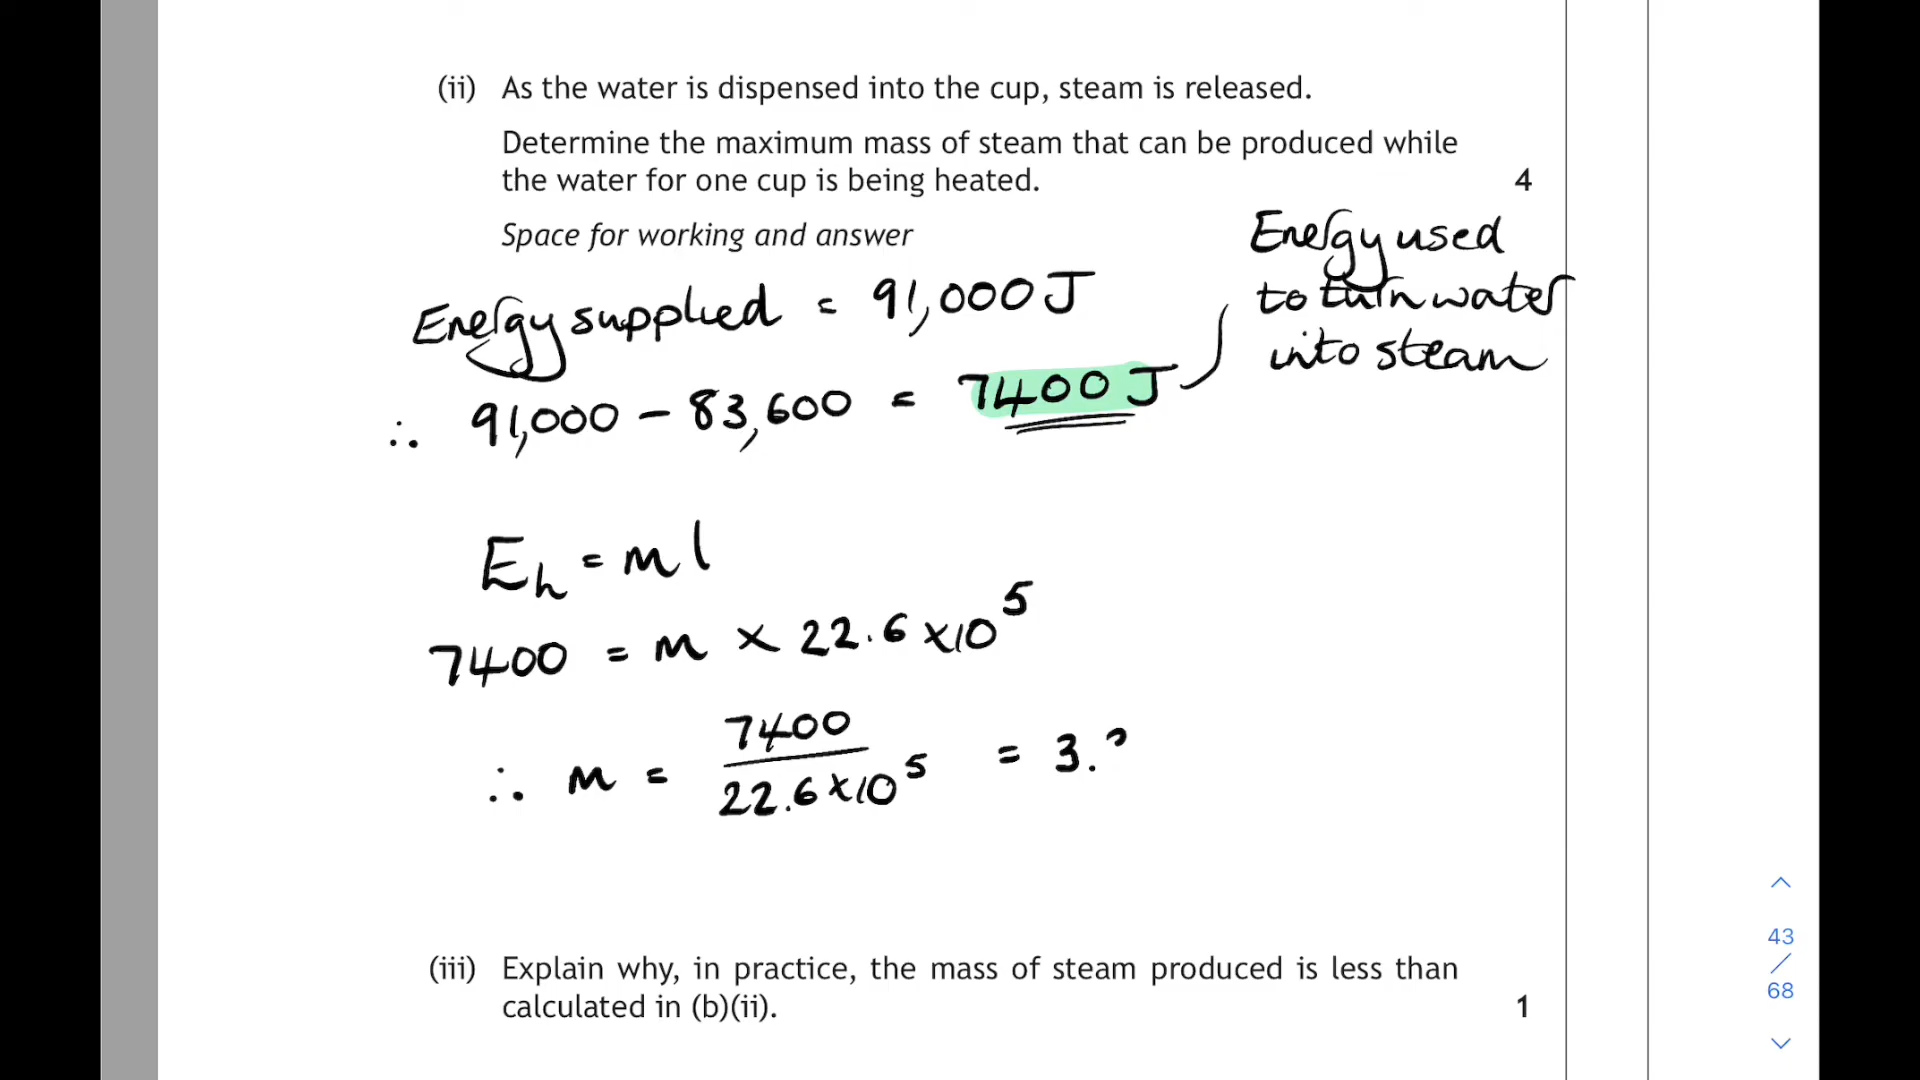 (ii) As the water is dispensed into the cup, steam is released.
Determine the maximum mass of steam that can be produced while
the water for one cup is being heated. 4
Space for working and answer
Energy used
to turn water
into steam
Energy supplied = 91,000 J
∴ 91,000 − 83,600 = 7400 J
Eh = ml
7400 = m × 22.6 ×10⁵
∴ m = 7400 / 22.6 ×10⁵ = 3.
(iii) Explain why, in practice, the mass of steam produced is less than
calculated in (b)(ii). 1
43
/
68